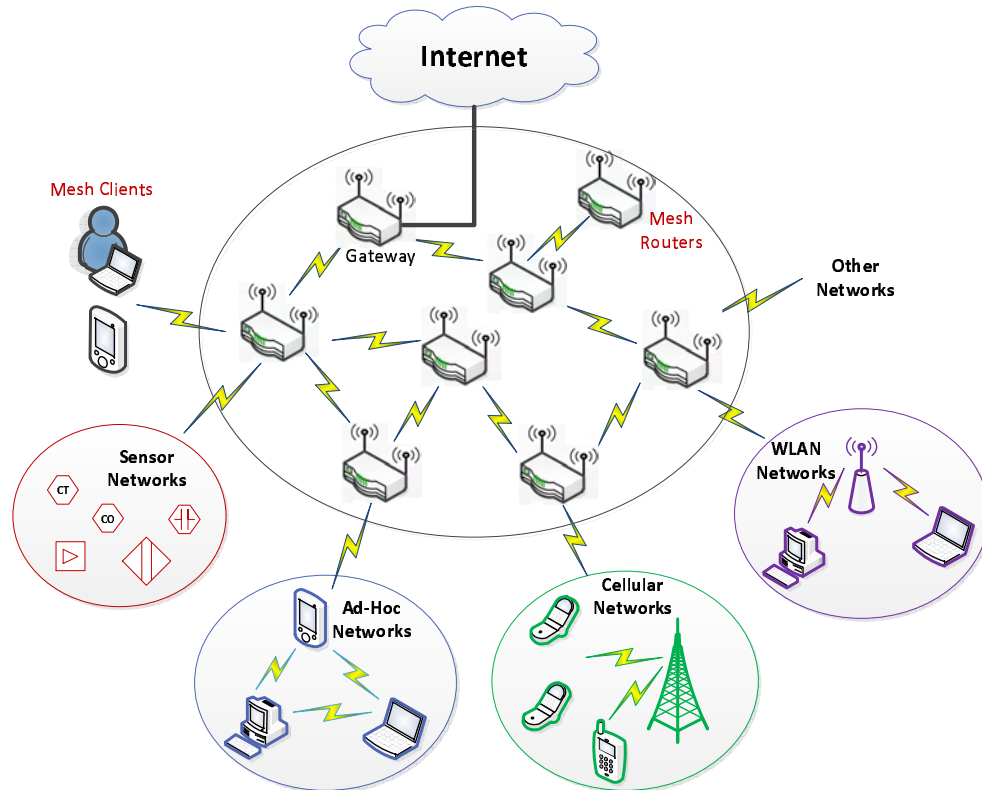 Internet
Mesh Clients
Mesh
Routers
Gateway
Other
Networks
Sensor
Networks
CT
CO
WLAN
Networks
Ad-Hoc
Networks
Cellular
Networks